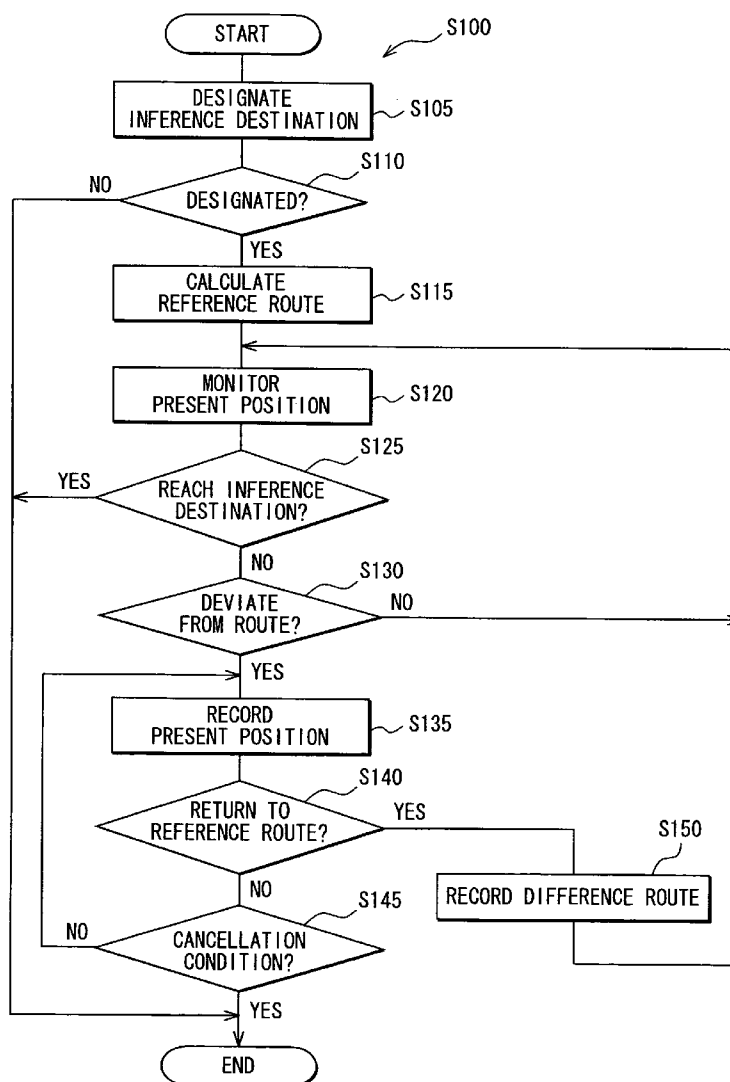 START
S100
DESIGNATE
INFERENCE DESTINATION
S105
S110
NO
DESIGNATED?
YES
CALCULATE
REFERENCE ROUTE
S115
MONITOR
PRESENT POSITION
S120
S125
YES
REACH INFERENCE
DESTINATION?
NO
S130
DEVIATE
FROM ROUTE?
NO
YES
RECORD
PRESENT POSITION
S135
S140
RETURN TO
REFERENCE ROUTE?
YES
S150
RECORD DIFFERENCE ROUTE
NO
S145
NO
CANCELLATION
CONDITION?
YES
END